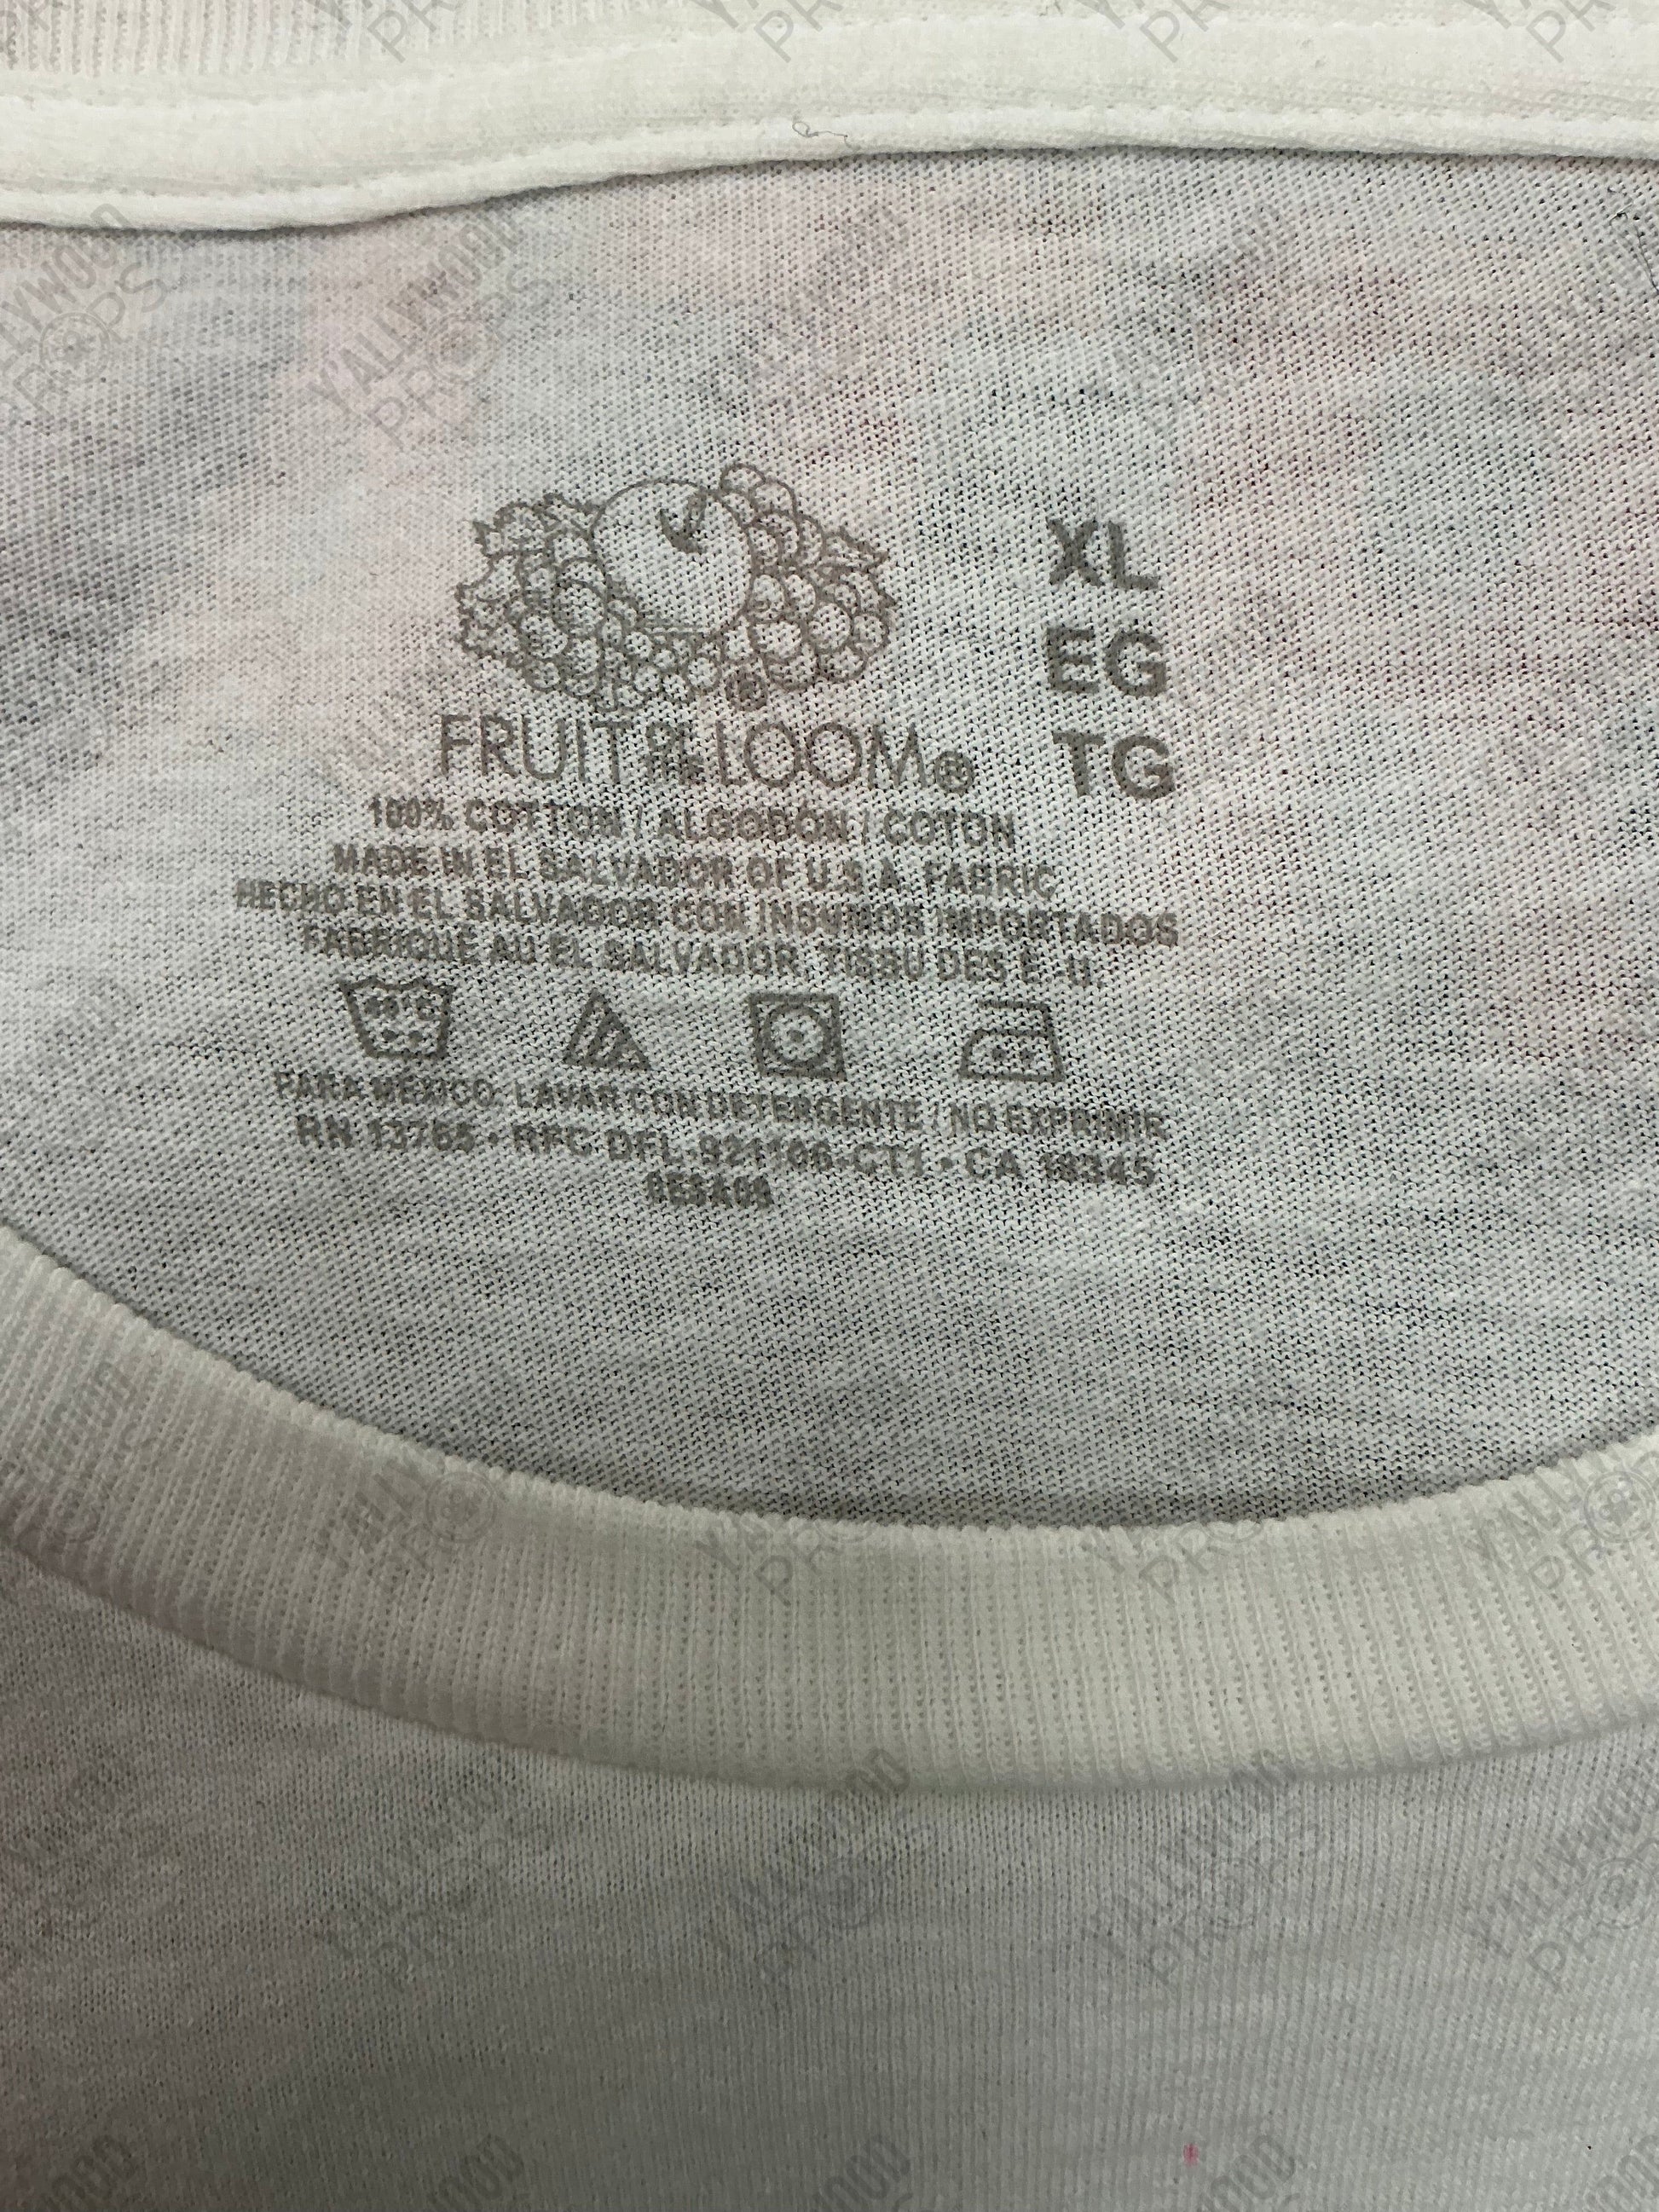 XL
EG
TG
FRUIT OF THE LOOM®
100% COTTON / ALGODÓN / COTON
MADE IN EL SALVADOR OF U.S.A. FABRIC
HECHO EN EL SALVADOR CON INSUMOS IMPORTADOS
FABRIQUÉ AU EL SALVADOR, TISSU DES É.-U.
PARA MÉXICO: LAVAR CON DETERGENTE / NO EXPRIMIR
RN 13765 • RFC DFL-921106-CT1 • CA 18345
Y'ALLYWOOD
PROPS